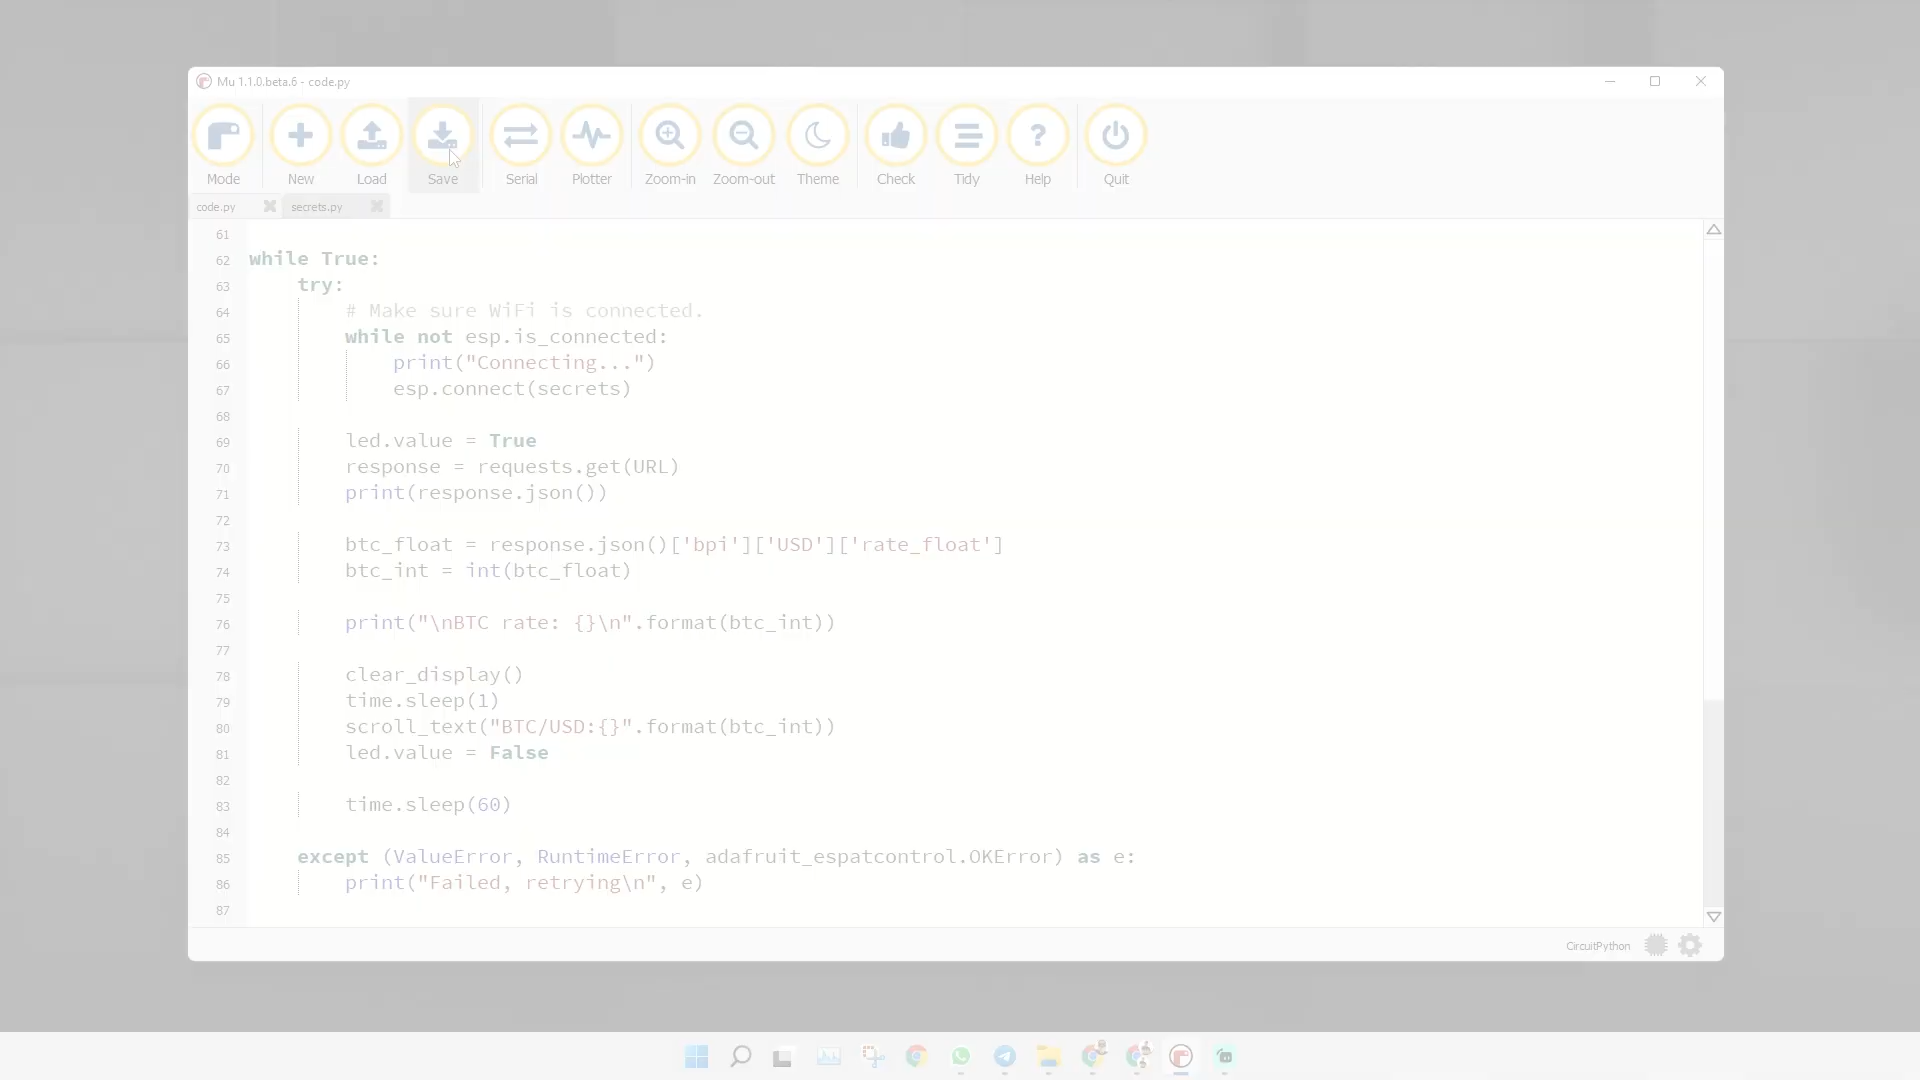 Mu 1.1.0.beta.6 - code.py
Mode New Load Save Serial Plotter Zoom-in Zoom-out Theme Check Tidy Help Quit
code.py secrets.py
61
62 while True:
63     try:
64         # Make sure WiFi is connected.
65         while not esp.is_connected:
66             print("Connecting...")
67             esp.connect(secrets)
68
69         led.value = True
70         response = requests.get(URL)
71         print(response.json())
72
73         btc_float = response.json()['bpi']['USD']['rate_float']
74         btc_int = int(btc_float)
75
76         print("\nBTC rate: {}\n".format(btc_int))
77
78         clear_display()
79         time.sleep(1)
80         scroll_text("BTC/USD:{}".format(btc_int))
81         led.value = False
82
83         time.sleep(60)
84
85     except (ValueError, RuntimeError, adafruit_espatcontrol.OKError) as e:
86         print("Failed, retrying\n", e)
87
CircuitPython